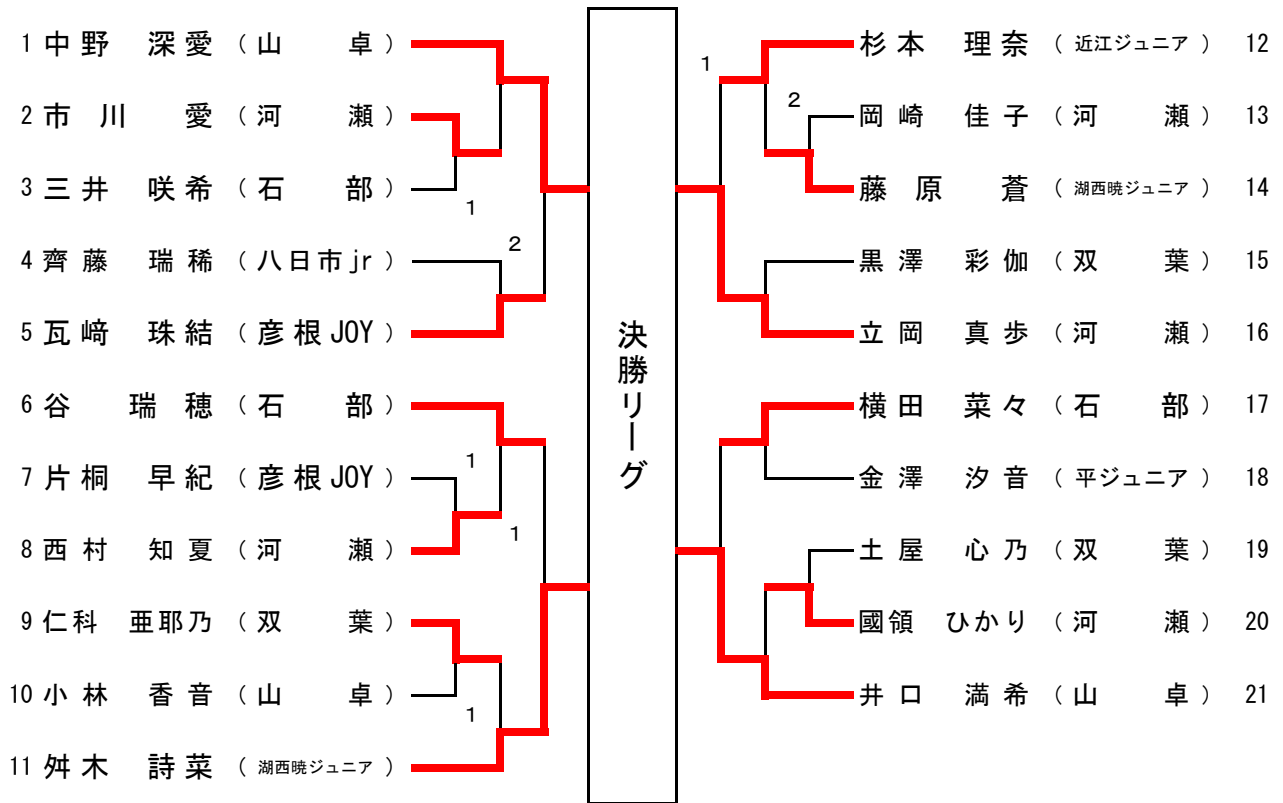 1 中野 深愛 (山 卓)
2 市川 愛 (河 瀬)
3 三井 咲希 (石 部)
1
4 齊藤 瑞稀 (八日市jr)
2
5 瓦﨑 珠結 (彦根JOY)
6 谷 瑞穂 (石 部)
1
7 片桐 早紀 (彦根JOY)
8 西村 知夏 (河 瀬)
1
9 仁科 亜耶乃 (双 葉)
10 小林 香音 (山 卓)
1
11 舛木 詩菜 (湖西暁ジュニア)
決勝リーグ
1
杉本 理奈 (近江ジュニア) 12
2
岡崎 佳子 (河 瀬) 13
藤原 蒼 (湖西暁ジュニア) 14
黒澤 彩伽 (双 葉) 15
立岡 真歩 (河 瀬) 16
横田 菜々 (石 部) 17
金澤 汐音 (平ジュニア) 18
土屋 心乃 (双 葉) 19
國領 ひかり (河 瀬) 20
井口 満希 (山 卓) 21